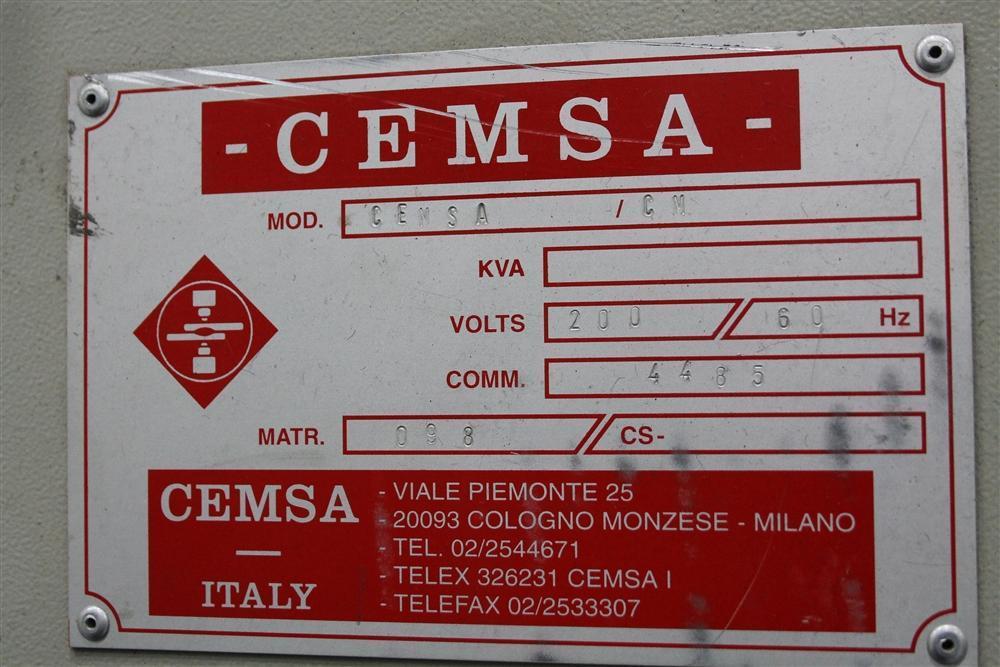 - CEMSA -
MOD. CEMSA / CM
KVA
VOLTS 200 / 60 Hz
COMM. 4485
MATR. 098 / CS-
CEMSA
ITALY
- VIALE PIEMONTE 25
- 20093 COLOGNO MONZESE - MILANO
- TEL. 02/2544671
- TELEX 326231 CEMSA I
- TELEFAX 02/2533307